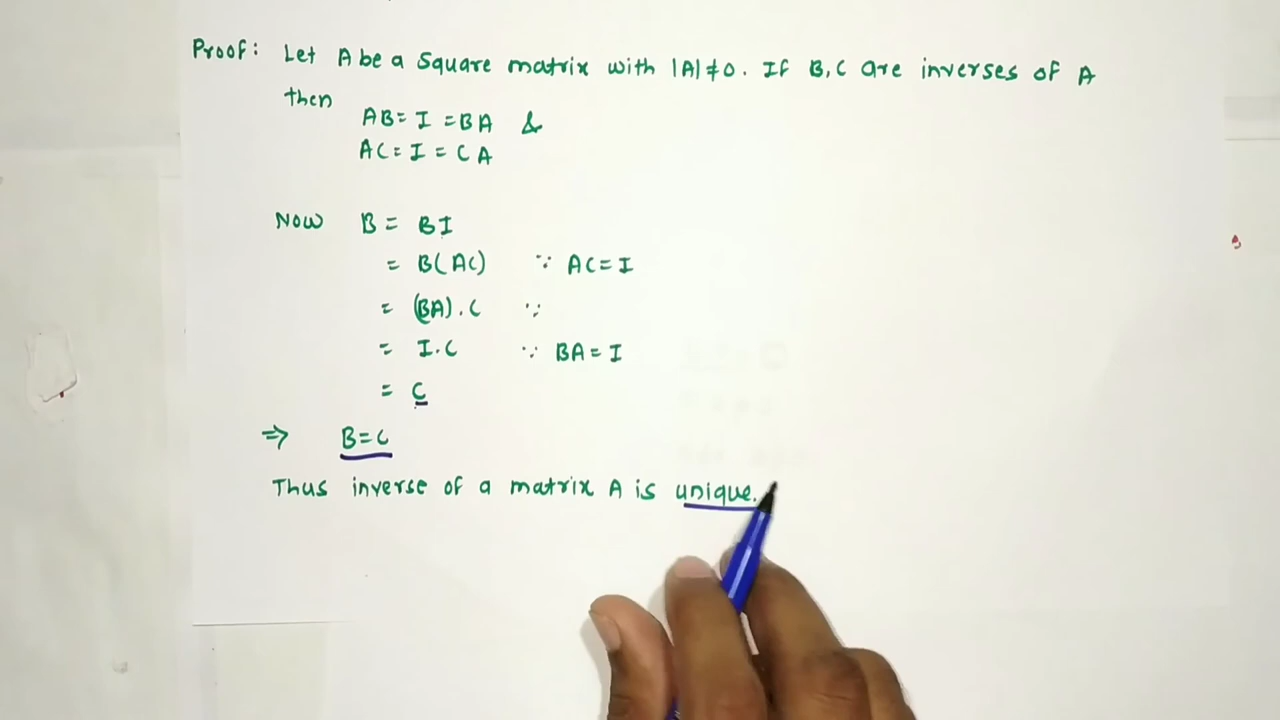 Proof: Let A be a square matrix with |A|≠0. If B,C are inverses of A
then
AB= I =BA &
AC= I = CA
Now B = BI
= B(AC) ∵ AC=I
= (BA).C ∵
= I.C ∵ BA=I
= C
⇒ B=C
Thus inverse of a matrix A is unique.